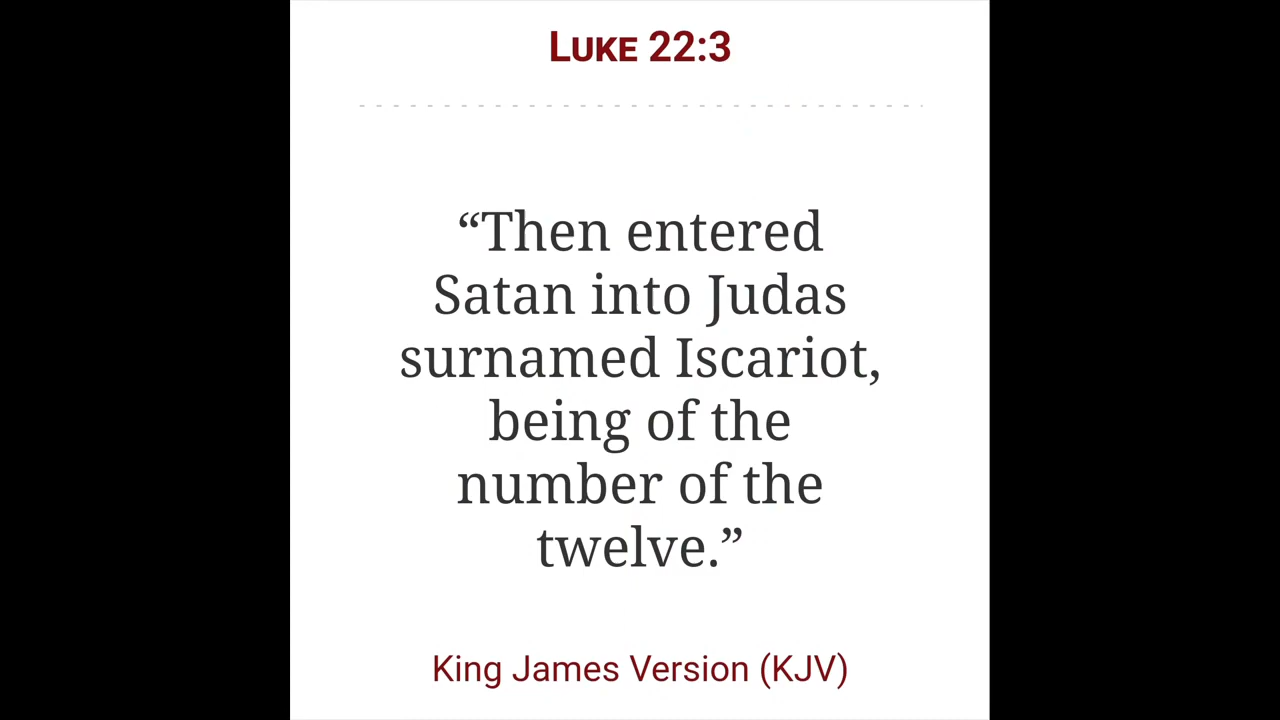 Luke 22:3
“Then entered
Satan into Judas
surnamed Iscariot,
being of the
number of the
twelve.”
King James Version (KJV)